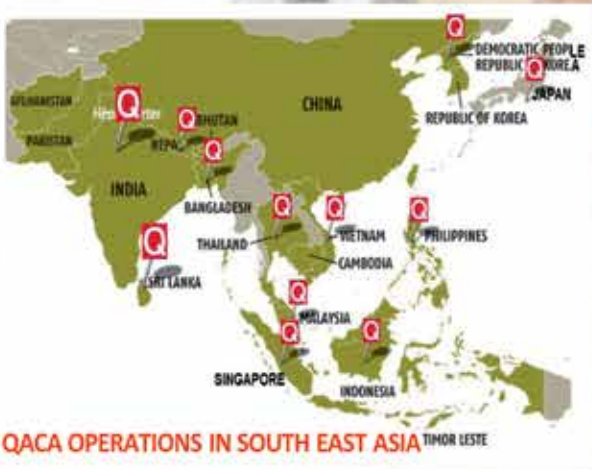 Q
DEMOCRATIC PEOPLE
REPUBLIC KOREA
Q
JAPAN
REPUBLIC OF KOREA
CHINA
AFGHANISTAN
PAKISTAN
Q
Q
BHUTAN
NEPA
Q
INDIA
BANGLADESH
Q
THAILAND
Q
VIETNAM
CAMBODIA
Q
PHILIPPINES
Q
SRI LANKA
Q
MALAYSIA
Q
SINGAPORE
Q
INDONESIA
QACA OPERATIONS IN SOUTH EAST ASIA
TIMOR LESTE